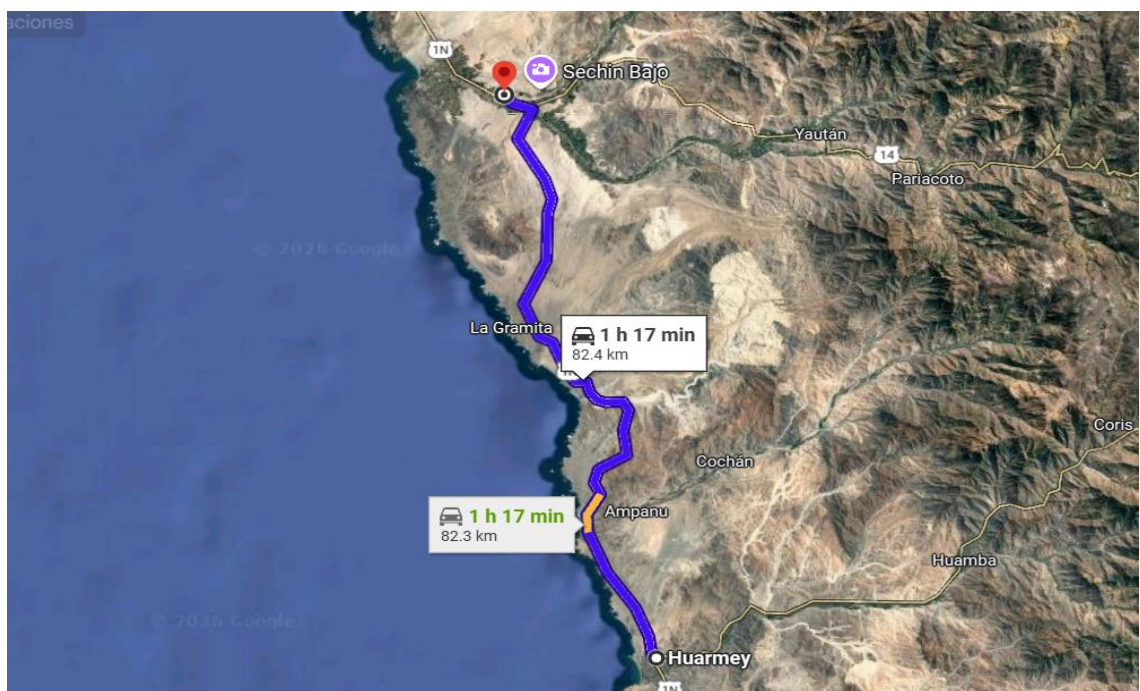 aciones
1N
Sechin Bajo
Yaután
14
Pariacoto
© 2026 Google
La Gramita
1 h 17 min
82.4 km
Coris
Cochán
1 h 17 min
82.3 km
Ampanu
Huamba
© 2026 Google
Huarmey
1N